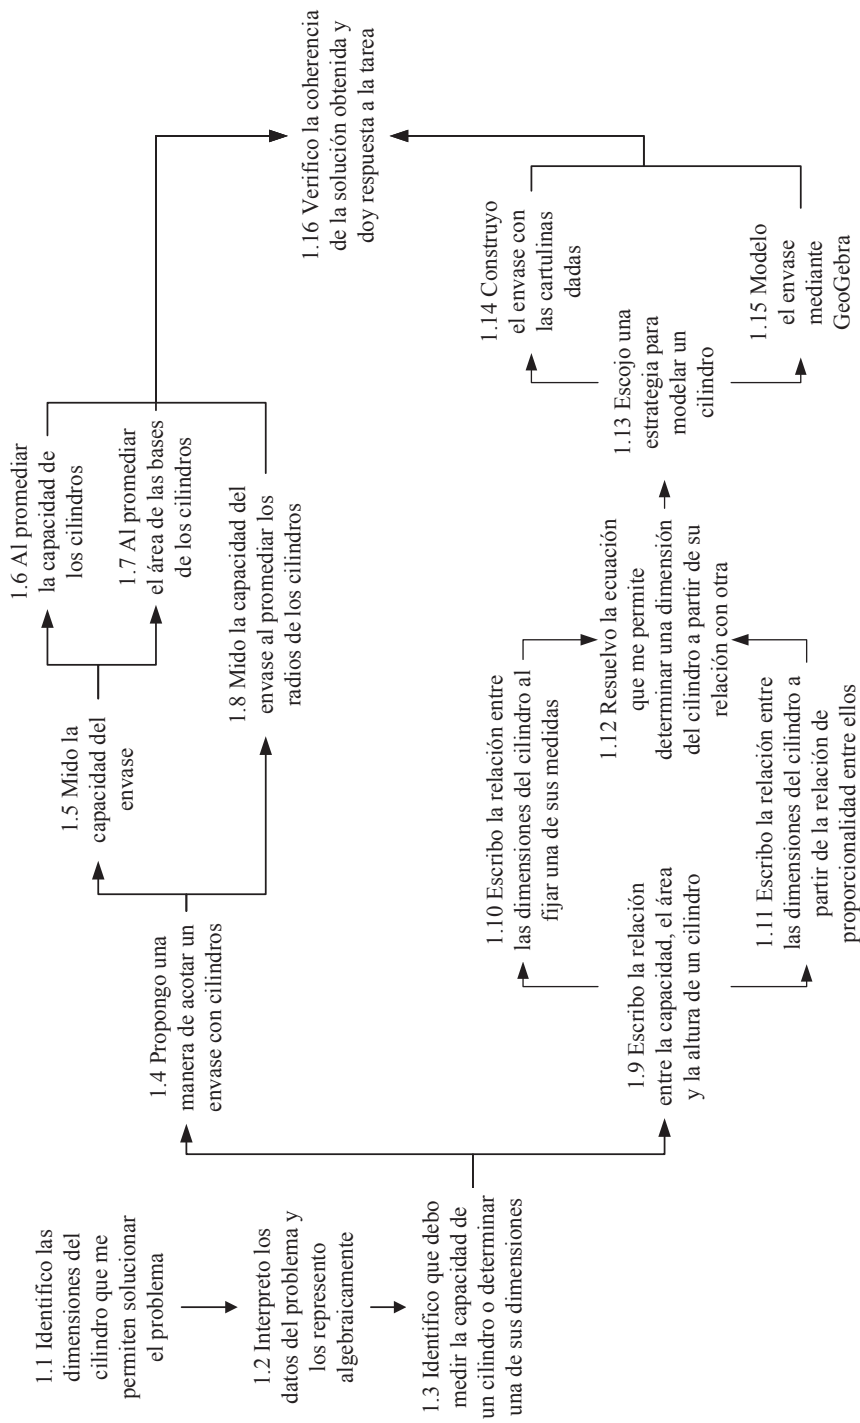 1.1 Identifico las
dimensiones del
cilindro que me
permiten solucionar
el problema
1.2 Interpreto los
datos del problema y
los represento
algebraicamente
1.3 Identifico que debo
medir la capacidad de
un cilindro o determinar
una de sus dimensiones
1.4 Propongo una
manera de acotar un
envase con cilindros
1.5 Mido la
capacidad del
envase
1.6 Al promediar
la capacidad de
los cilindros
1.7 Al promediar
el área de las bases
de los cilindros
1.8 Mido la capacidad del
envase al promediar los
radios de los cilindros
1.9 Escribo la relación
entre la capacidad, el área
y la altura de un cilindro
1.10 Escribo la relación entre
las dimensiones del cilindro al
fijar una de sus medidas
1.11 Escribo la relación entre
las dimensiones del cilindro a
partir de la relación de
proporcionalidad entre ellos
1.12 Resuelvo la ecuación
que me permite
determinar una dimensión
del cilindro a partir de su
relación con otra
1.13 Escojo una
estrategia para
modelar un
cilindro
1.14 Construyo
el envase con
las cartulinas
dadas
1.15 Modelo
el envase
mediante
GeoGebra
1.16 Verifico la coherencia
de la solución obtenida y
doy respuesta a la tarea